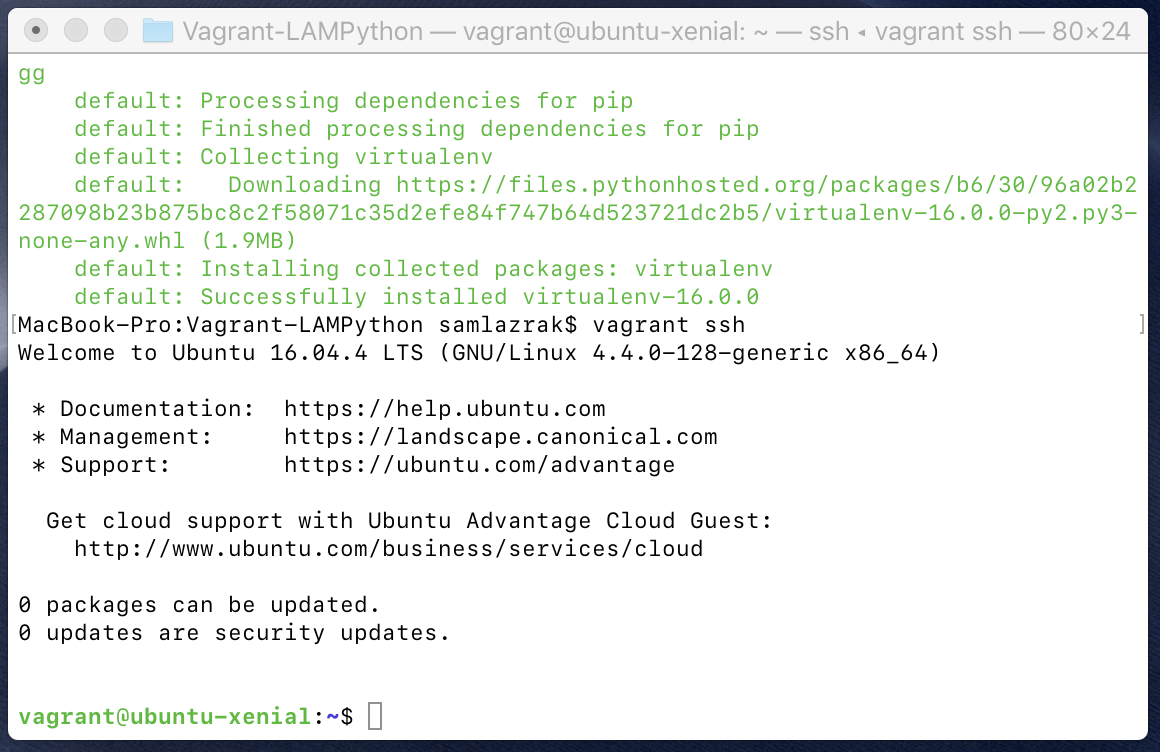 Vagrant-LAMPython — vagrant@ubuntu-xenial: ~ — ssh ◂ vagrant ssh — 80×24
gg
    default: Processing dependencies for pip
    default: Finished processing dependencies for pip
    default: Collecting virtualenv
    default:   Downloading https://files.pythonhosted.org/packages/b6/30/96a02b2
287098b23b875bc8c2f58071c35d2efe84f747b64d523721dc2b5/virtualenv-16.0.0-py2.py3-
none-any.whl (1.9MB)
    default: Installing collected packages: virtualenv
    default: Successfully installed virtualenv-16.0.0
[MacBook-Pro:Vagrant-LAMPython samlazrak$ vagrant ssh ]
Welcome to Ubuntu 16.04.4 LTS (GNU/Linux 4.4.0-128-generic x86_64)

 * Documentation:  https://help.ubuntu.com
 * Management:     https://landscape.canonical.com
 * Support:        https://ubuntu.com/advantage

  Get cloud support with Ubuntu Advantage Cloud Guest:
    http://www.ubuntu.com/business/services/cloud

0 packages can be updated.
0 updates are security updates.


vagrant@ubuntu-xenial:~$